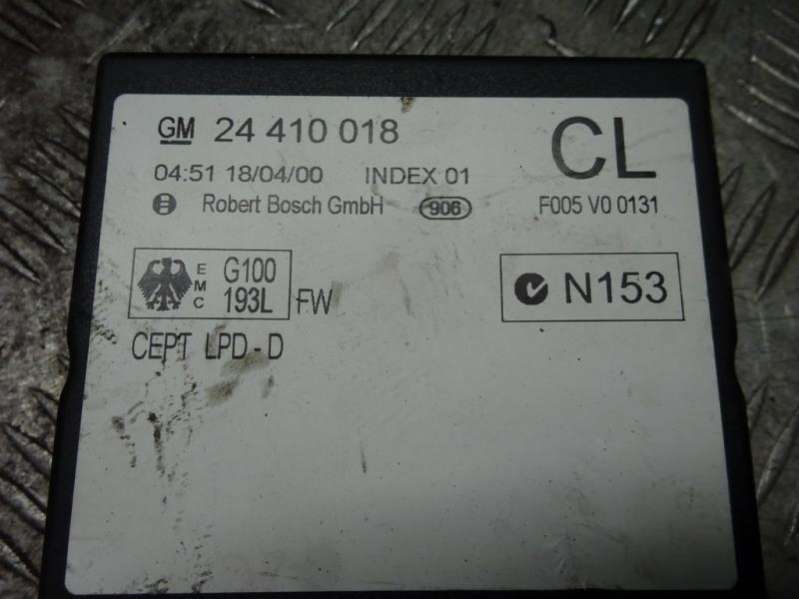 GM 24 410 018
CL
04:51 18/04/00 INDEX 01
Robert Bosch GmbH 906 F005 V0 0131
EMC G100 193L FW
N153
CEPT LPD - D